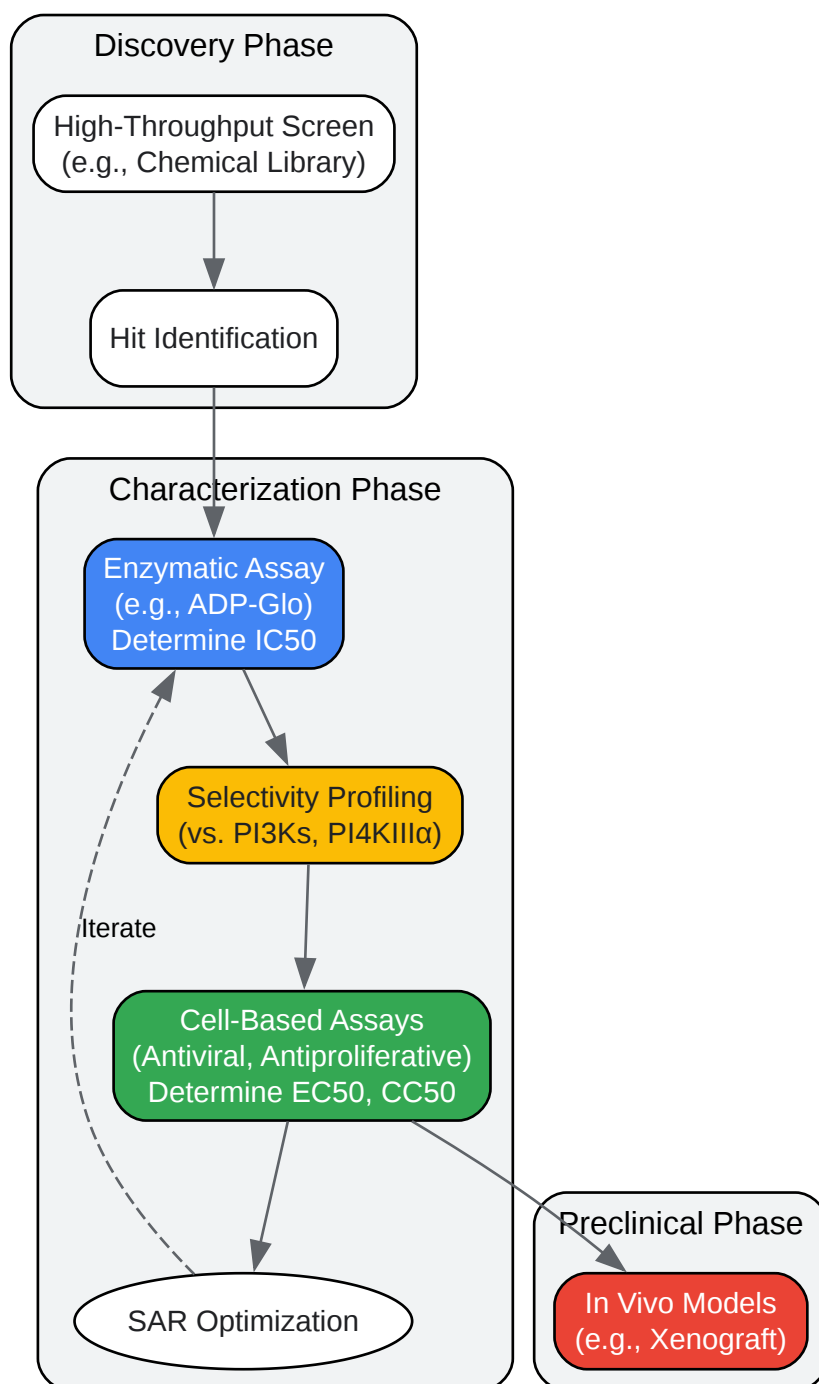 Discovery Phase
High-Throughput Screen
(e.g., Chemical Library)
Hit Identification
Characterization Phase
Enzymatic Assay
(e.g., ADP-Glo)
Determine IC50
Selectivity Profiling
(vs. PI3Ks, PI4KIIIα)
Iterate
Cell-Based Assays
(Antiviral, Antiproliferative)
Determine EC50, CC50
SAR Optimization
Preclinical Phase
In Vivo Models
(e.g., Xenograft)